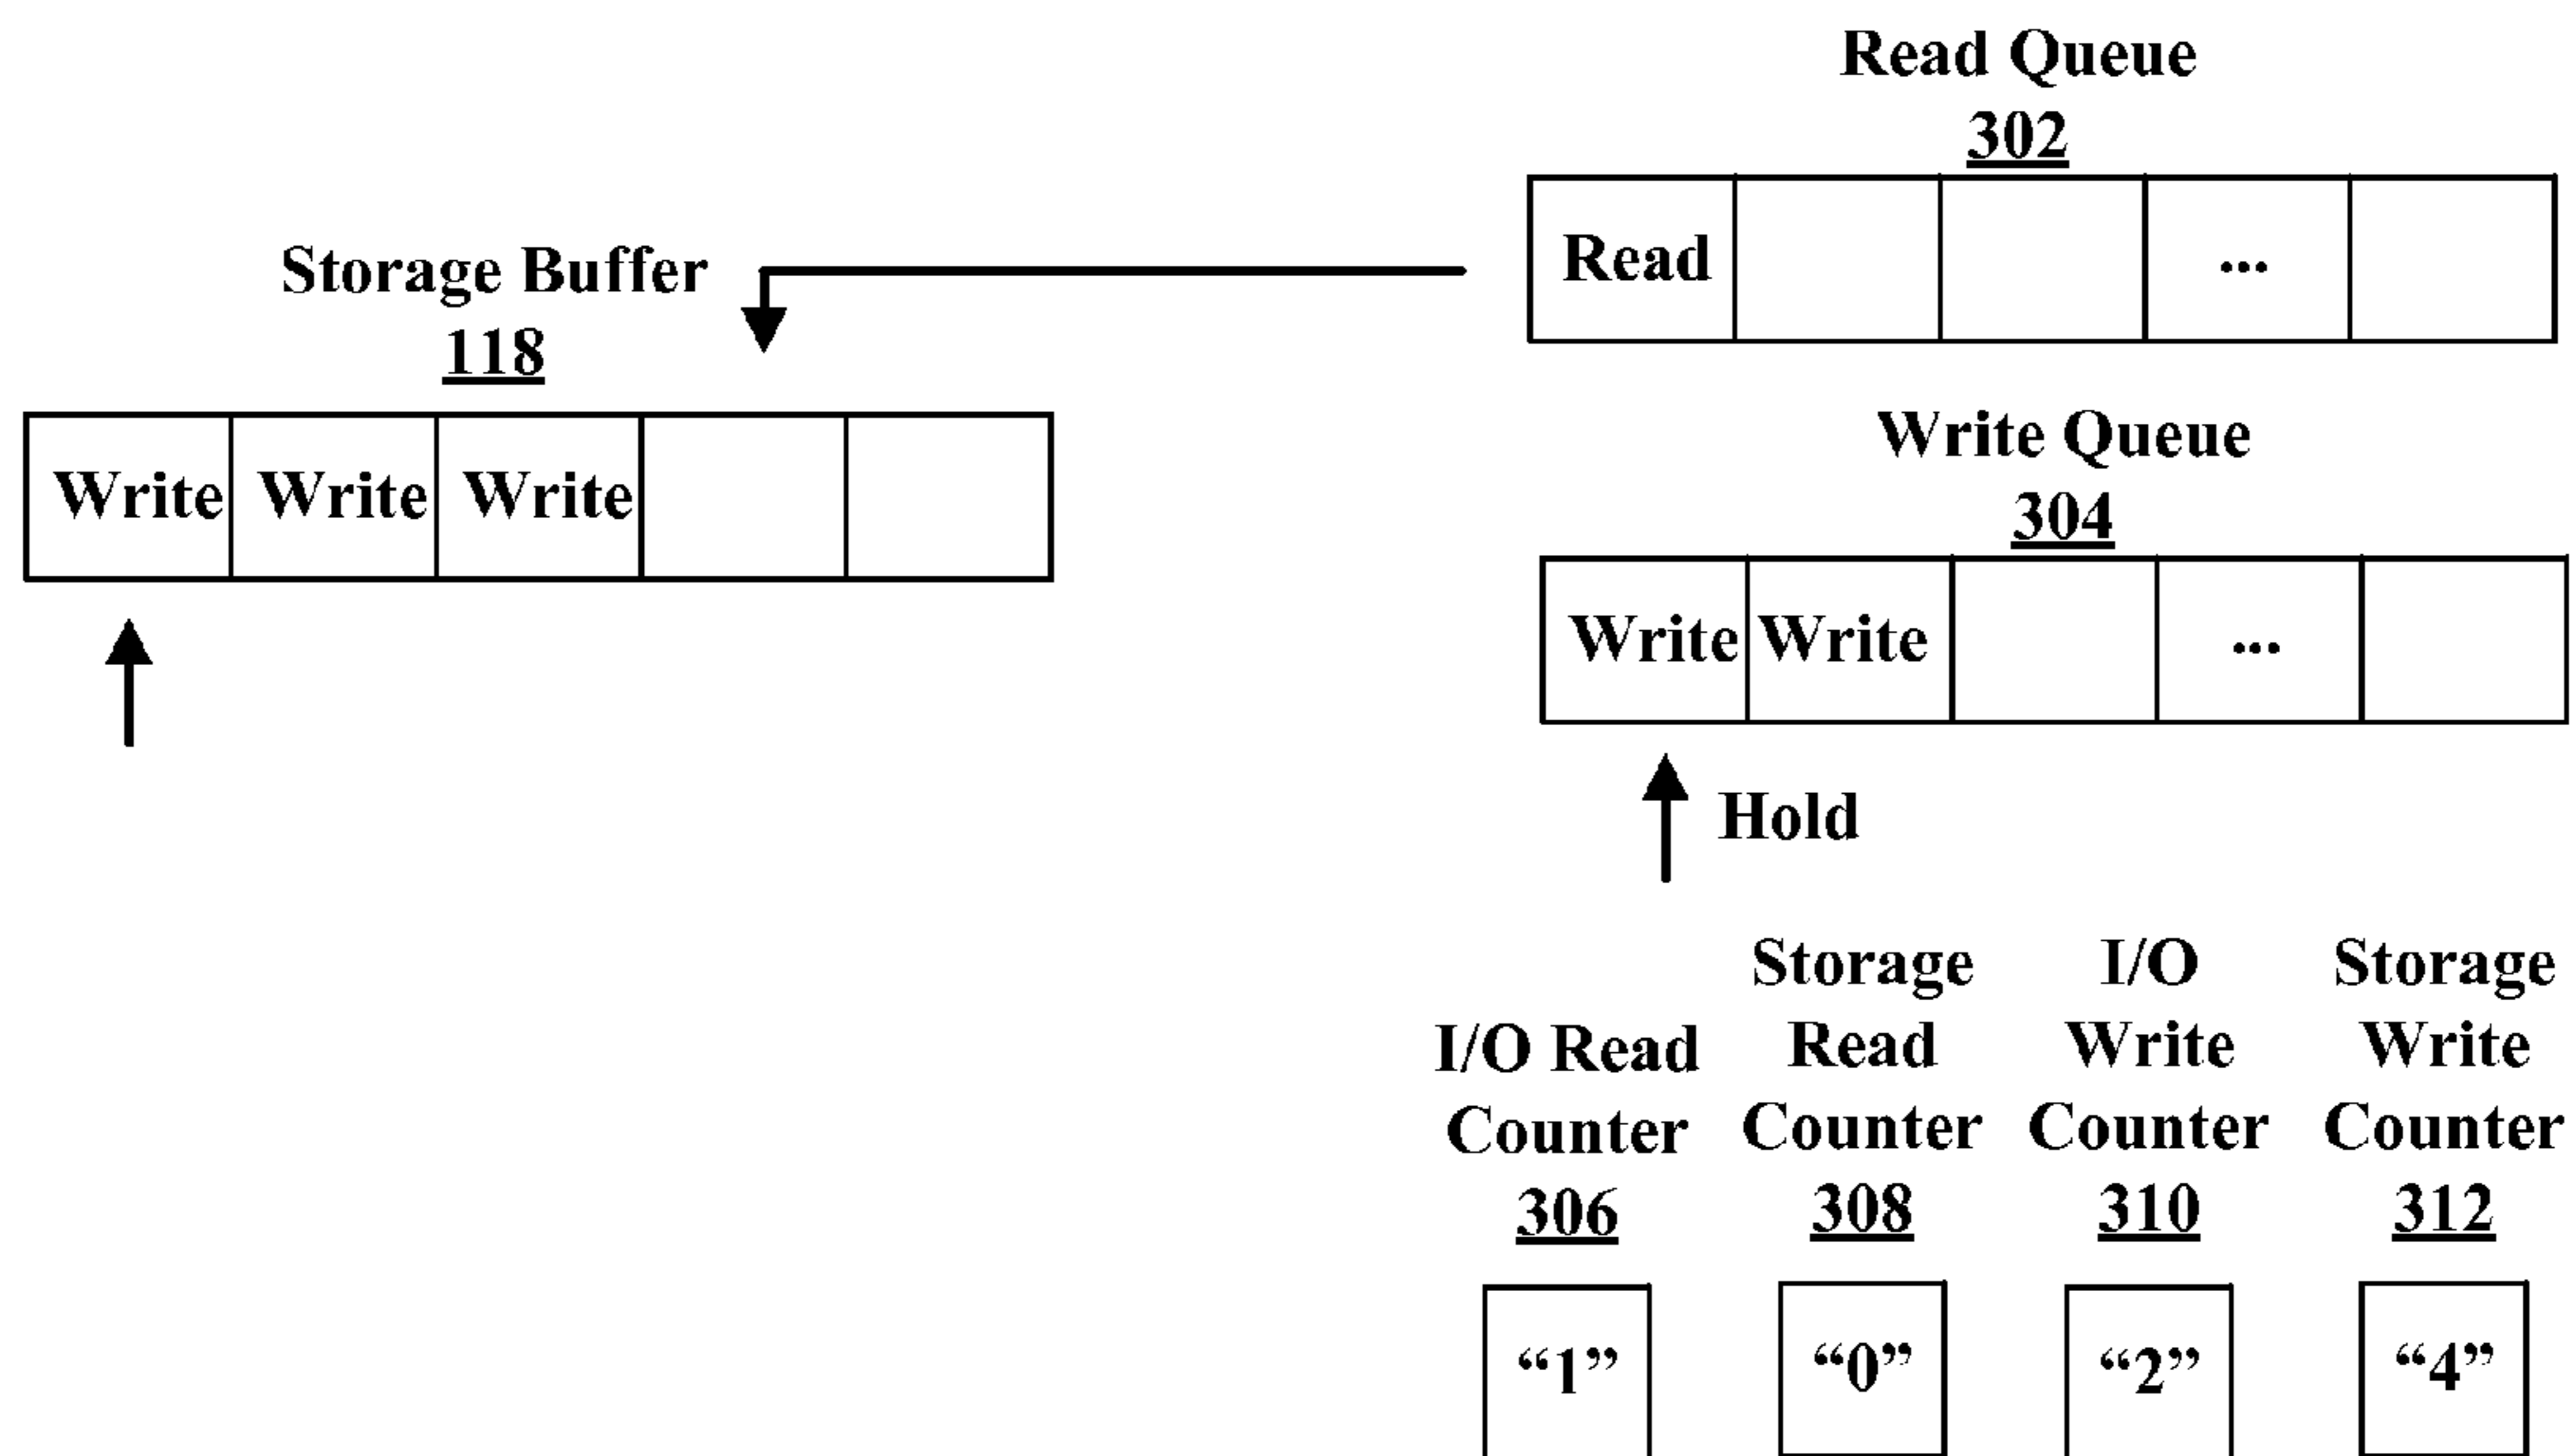 Read Queue
302
Read ...
Storage Buffer
118
Write Write Write
Write Queue
304
Write Write ...
Hold
I/O Read Counter
306
Storage Read Counter
308
I/O Write Counter
310
Storage Write Counter
312
“1” “0” “2” “4”